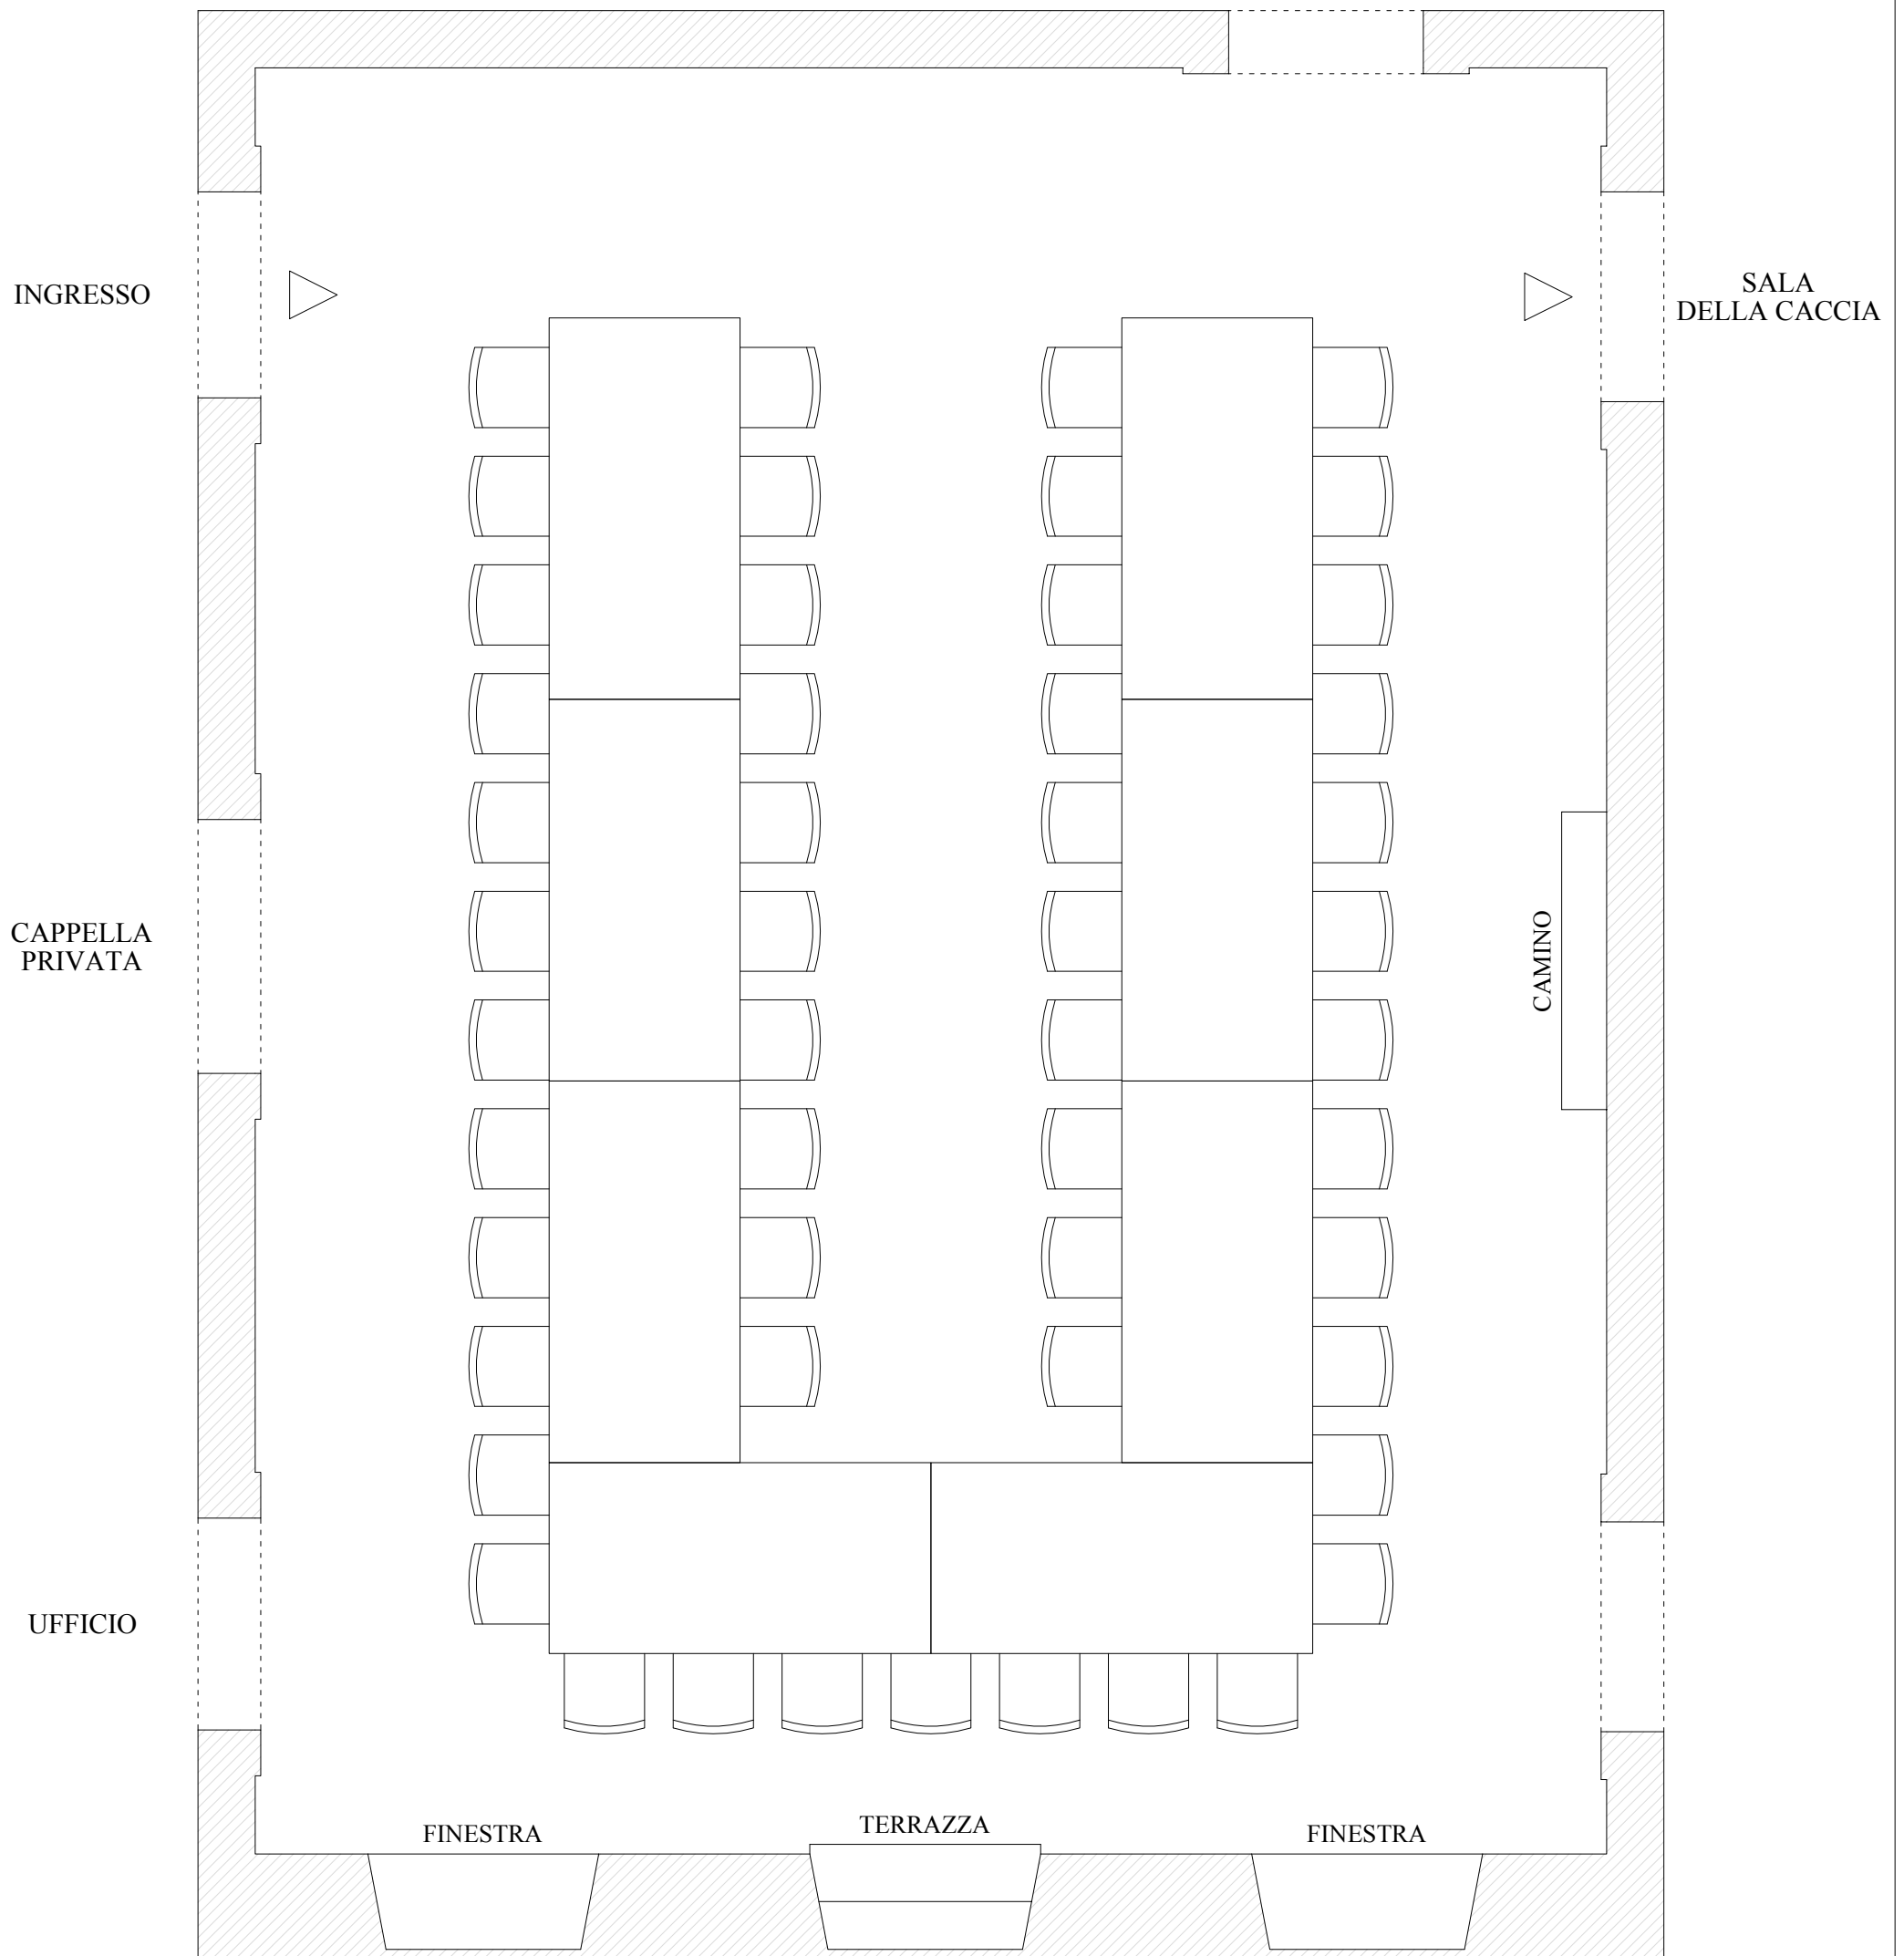 INGRESSO
SALA
DELLA CACCIA
CAPPELLA
PRIVATA
CAMINO
UFFICIO
FINESTRA
TERRAZZA
FINESTRA